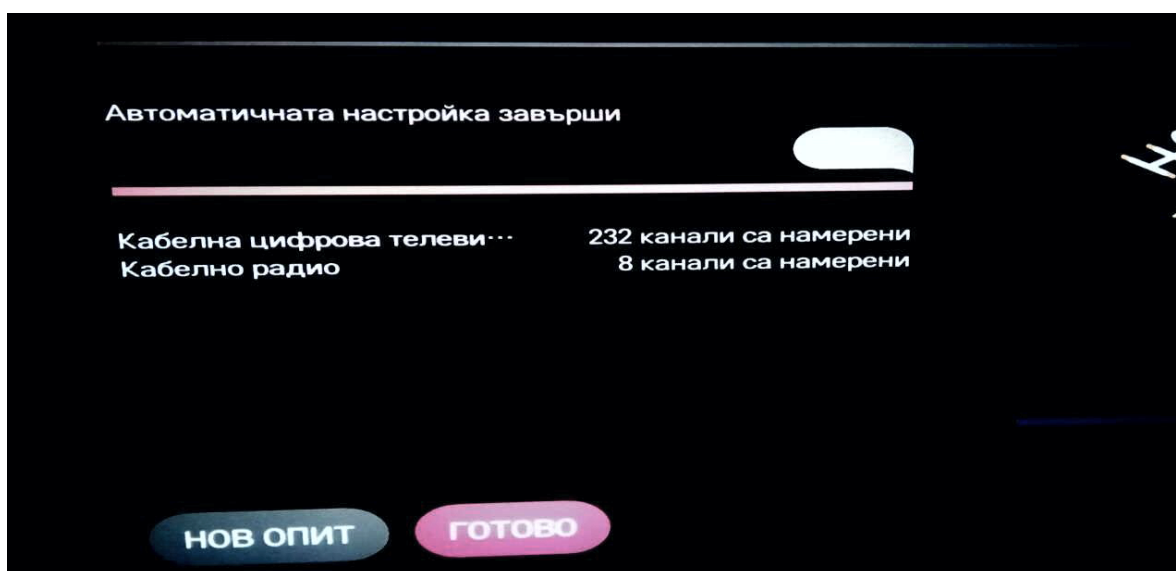 Автоматичната настройка завърши
Кабелна цифрова телеви...
232 канали са намерени
Кабелно радио
8 канали са намерени
НОВ ОПИТ
ГОТОВО